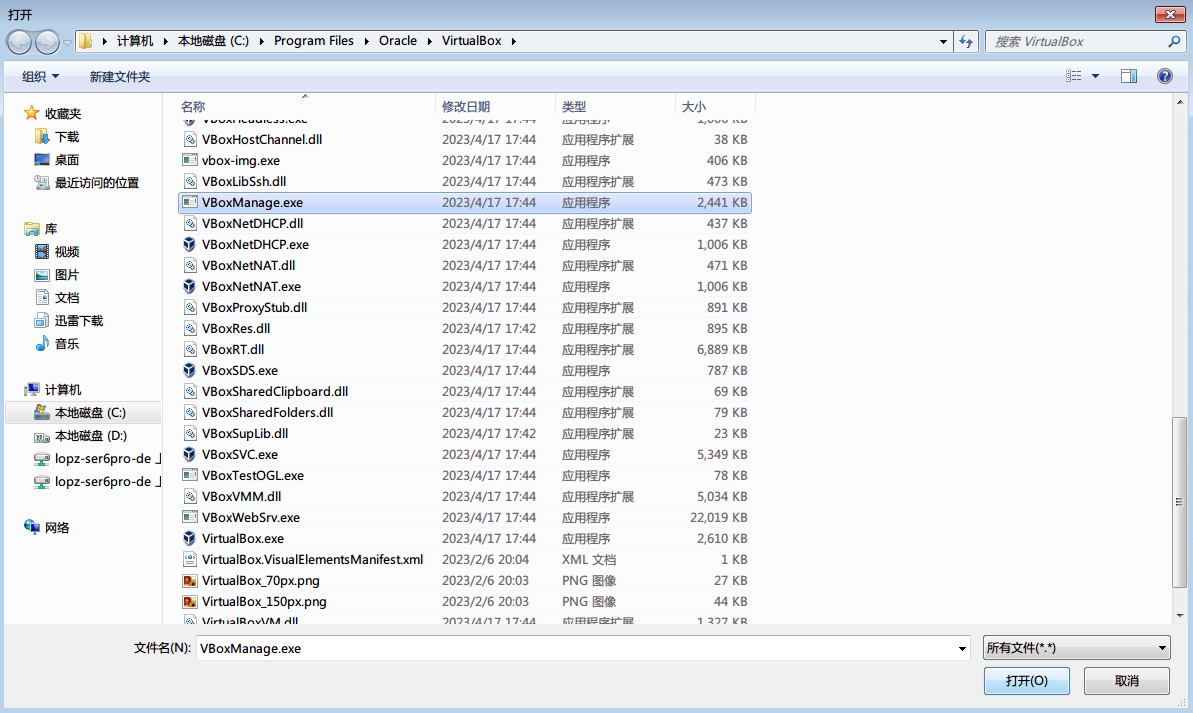 打开
计算机 本地磁盘 (C:) Program Files Oracle VirtualBox
搜索 VirtualBox
组织 新建文件夹
收藏夹
下载
桌面
最近访问的位置
库
视频
图片
文档
迅雷下载
音乐
计算机
本地磁盘 (C:)
本地磁盘 (D:)
lopz-ser6pro-de 上
lopz-ser6pro-de 上
网络
名称 修改日期 类型 大小
VBoxHeadless.exe 2023/4/17 17:44 应用程序 1,006 KB
VBoxHostChannel.dll 2023/4/17 17:44 应用程序扩展 38 KB
vbox-img.exe 2023/4/17 17:44 应用程序 406 KB
VBoxLibSsh.dll 2023/4/17 17:44 应用程序扩展 473 KB
VBoxManage.exe 2023/4/17 17:44 应用程序 2,441 KB
VBoxNetDHCP.dll 2023/4/17 17:44 应用程序扩展 437 KB
VBoxNetDHCP.exe 2023/4/17 17:44 应用程序 1,006 KB
VBoxNetNAT.dll 2023/4/17 17:44 应用程序扩展 471 KB
VBoxNetNAT.exe 2023/4/17 17:44 应用程序 1,006 KB
VBoxProxyStub.dll 2023/4/17 17:44 应用程序扩展 891 KB
VBoxRes.dll 2023/4/17 17:42 应用程序扩展 895 KB
VBoxRT.dll 2023/4/17 17:44 应用程序扩展 6,889 KB
VBoxSDS.exe 2023/4/17 17:44 应用程序 787 KB
VBoxSharedClipboard.dll 2023/4/17 17:44 应用程序扩展 69 KB
VBoxSharedFolders.dll 2023/4/17 17:44 应用程序扩展 79 KB
VBoxSupLib.dll 2023/4/17 17:42 应用程序扩展 23 KB
VBoxSVC.exe 2023/4/17 17:44 应用程序 5,349 KB
VBoxTestOGL.exe 2023/4/17 17:44 应用程序 78 KB
VBoxVMM.dll 2023/4/17 17:44 应用程序扩展 5,034 KB
VBoxWebSrv.exe 2023/4/17 17:44 应用程序 22,019 KB
VirtualBox.exe 2023/4/17 17:44 应用程序 2,610 KB
VirtualBox.VisualElementsManifest.xml 2023/2/6 20:04 XML 文档 1 KB
VirtualBox_70px.png 2023/2/6 20:03 PNG 图像 27 KB
VirtualBox_150px.png 2023/2/6 20:03 PNG 图像 44 KB
VirtualBoxVM.dll 2023/4/17 17:44 应用程序扩展 1,327 KB
文件名(N): VBoxManage.exe 所有文件(*.*)
打开(O) 取消